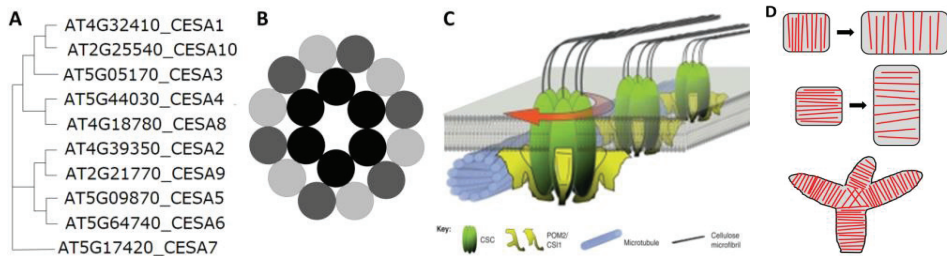 A
AT4G32410_CESA1
AT2G25540_CESA10
AT5G05170_CESA3
AT5G44030_CESA4
AT4G18780_CESA8
AT4G39350_CESA2
AT2G21770_CESA9
AT5G09870_CESA5
AT5G64740_CESA6
AT5G17420_CESA7
B
C
Key:
CSC
POM2/
CSI1
Microtubule
Cellulose
microfibril
D